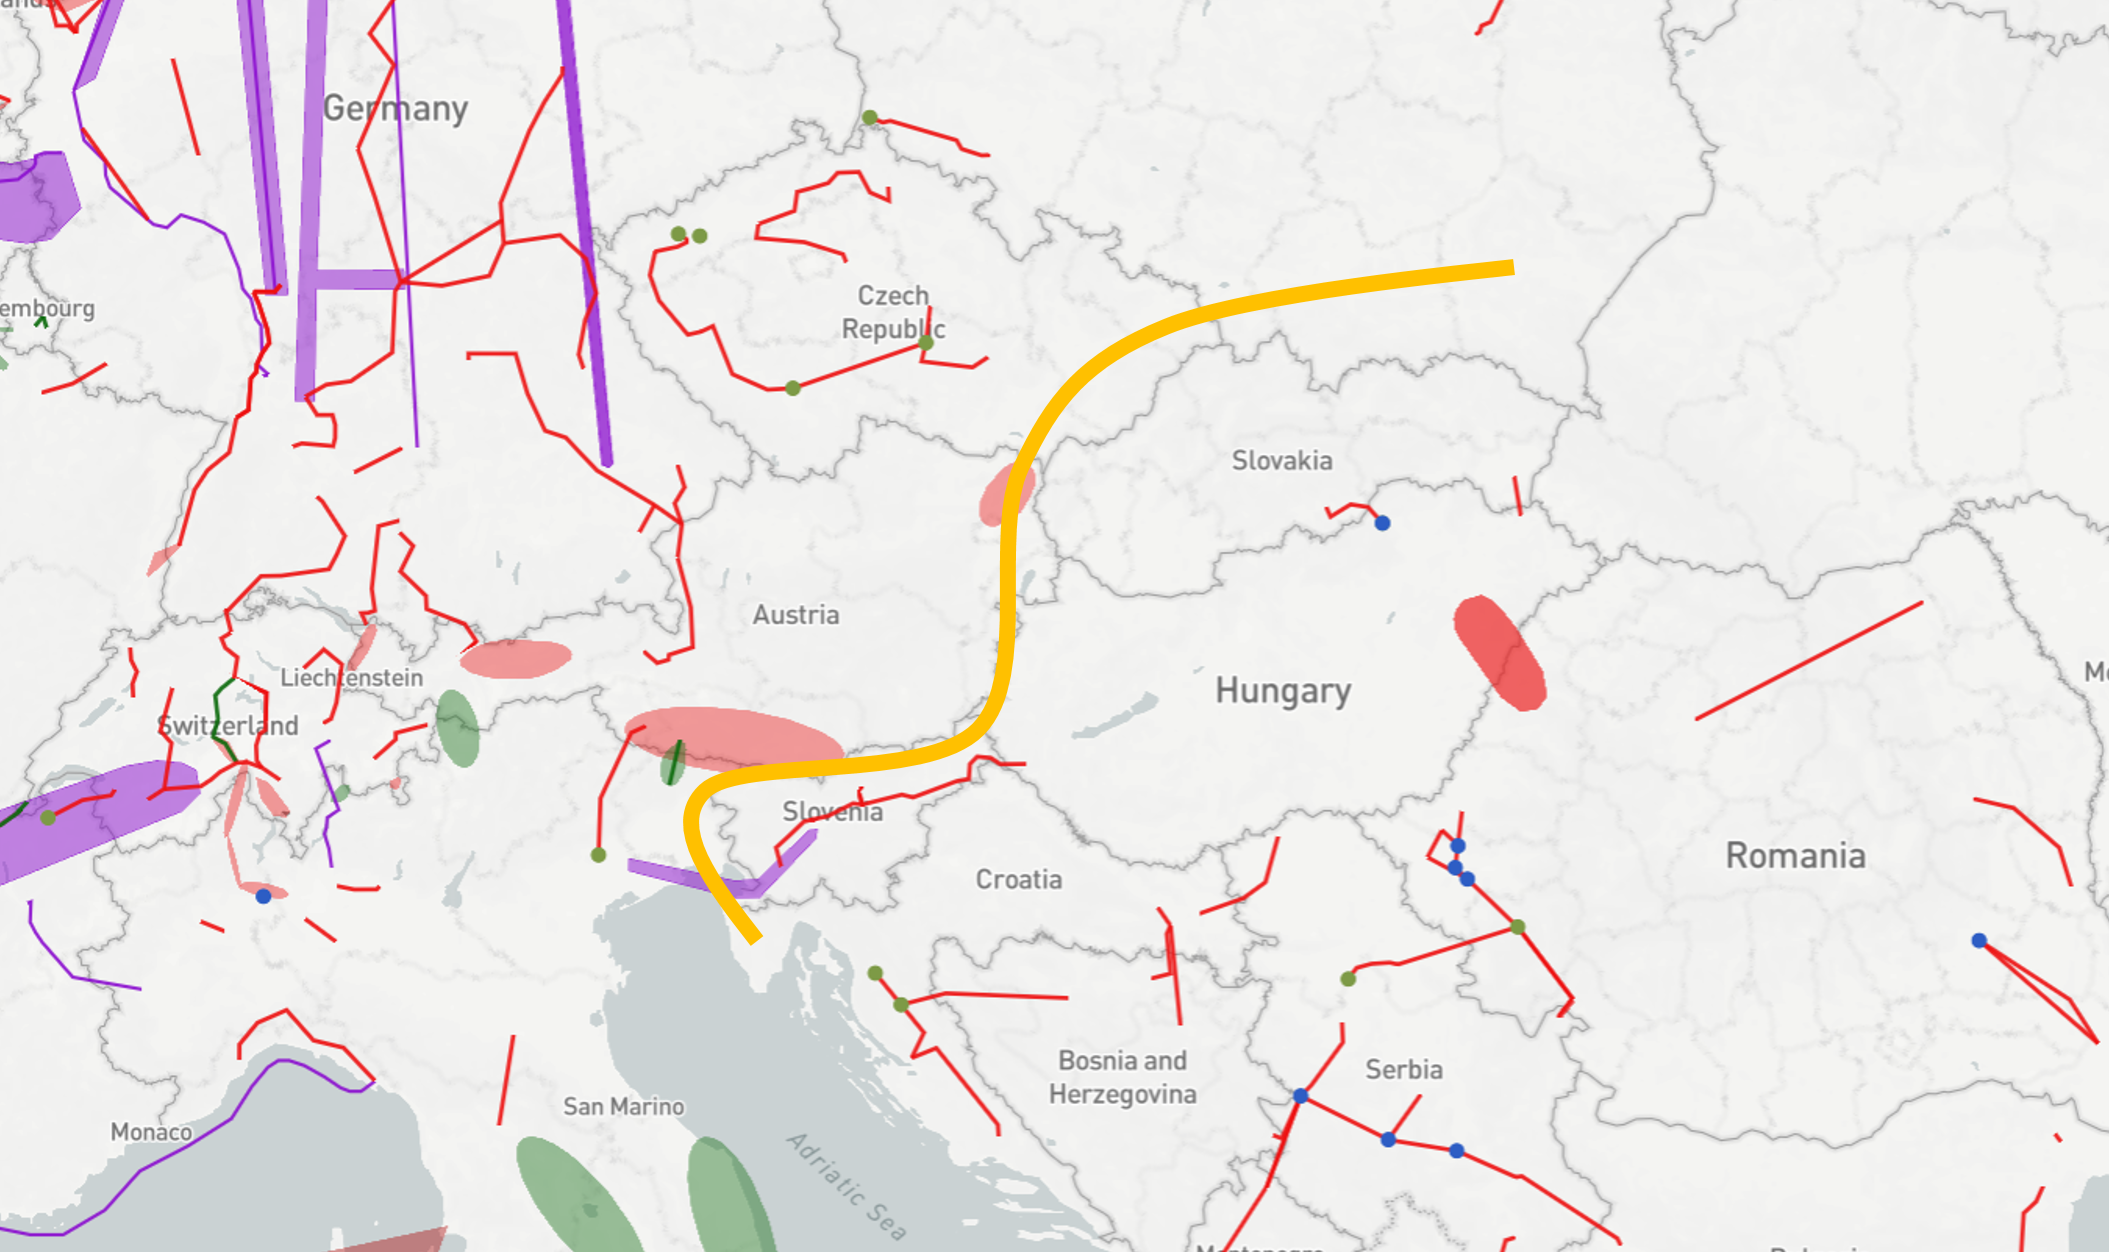 Germany
Czech
Republic
embourg
Slovakia
Austria
Liechtenstein
Hungary
Switzerland
Slovenia
Romania
Croatia
Bosnia and
Herzegovina
Serbia
San Marino
Monaco
Adriatic Sea